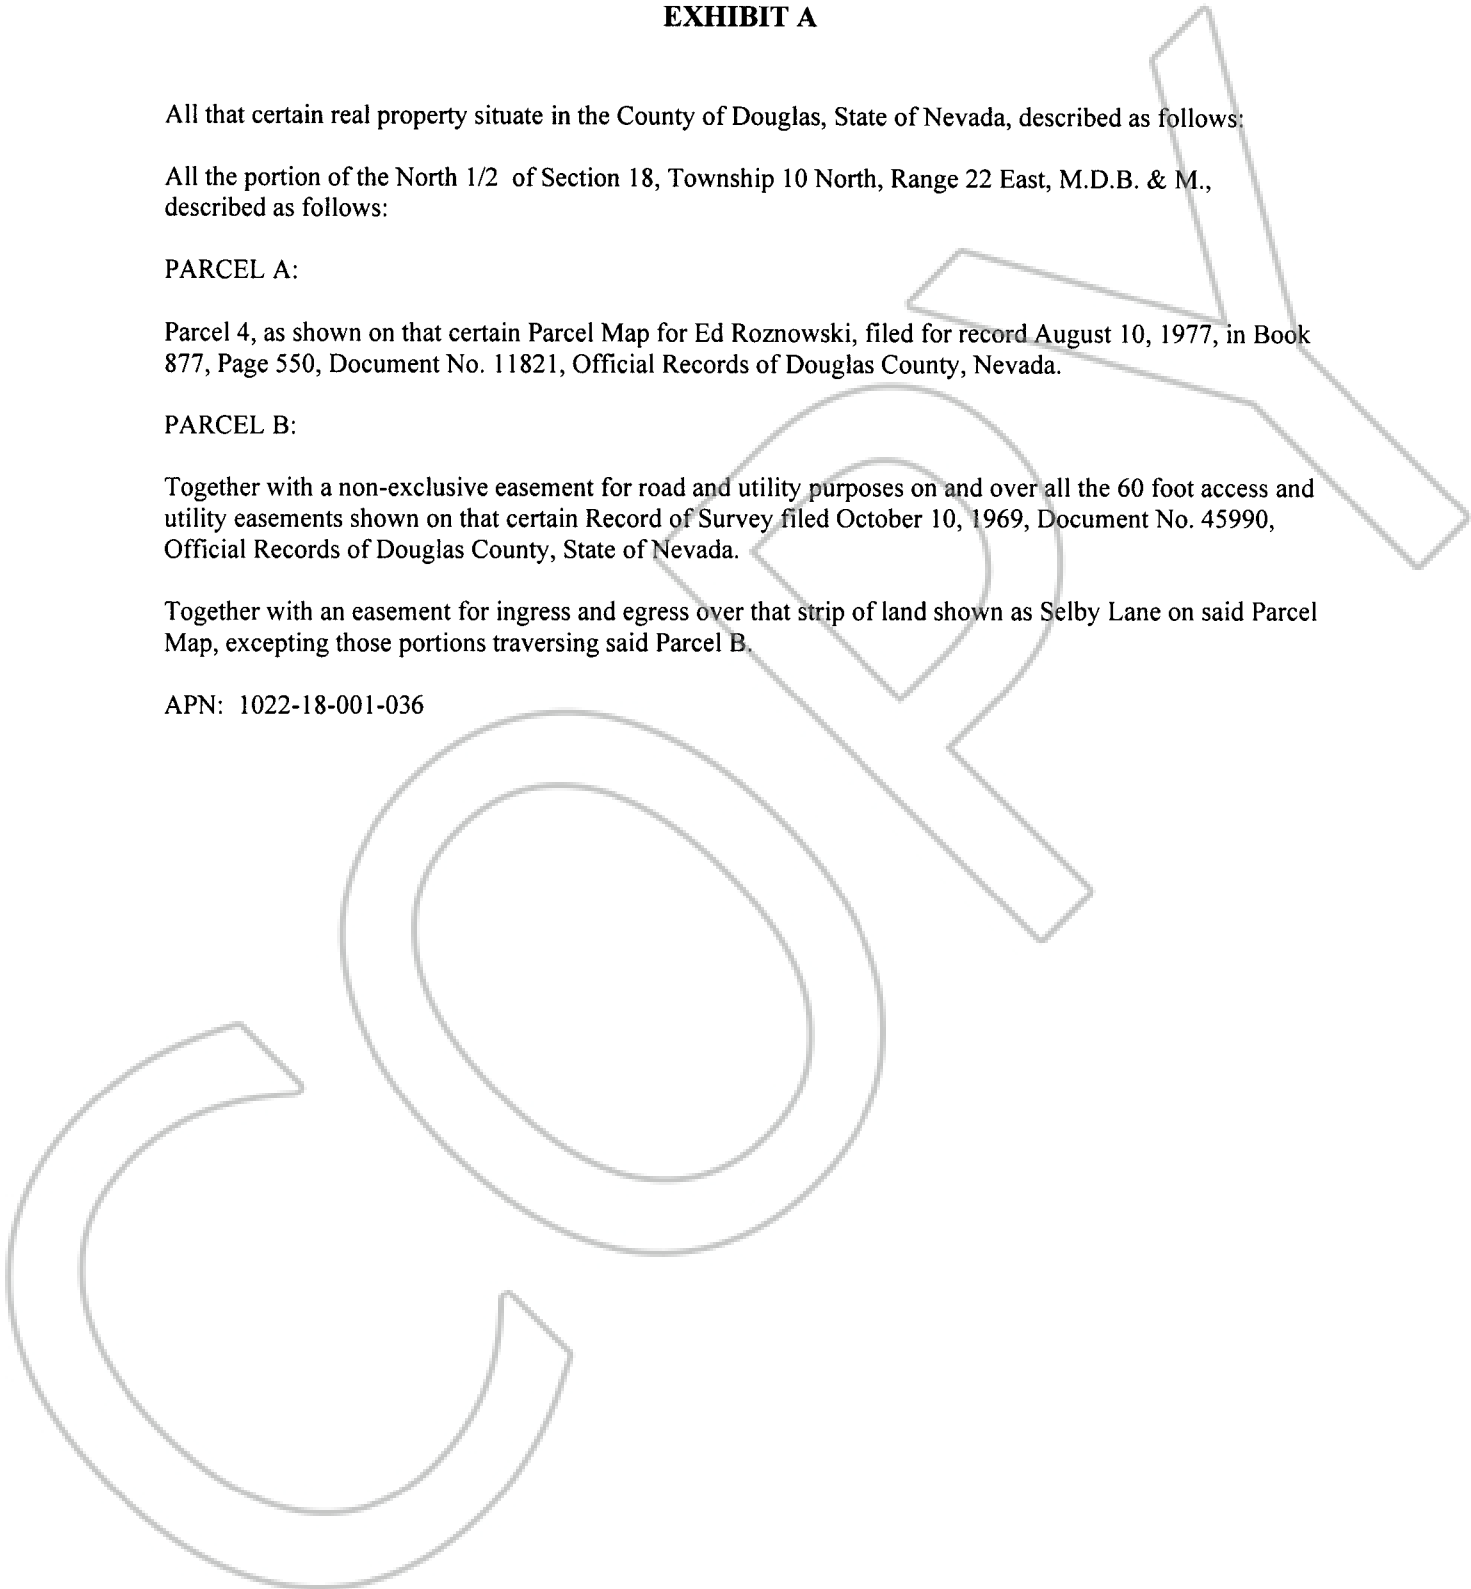 EXHIBIT A
All that certain real property situate in the County of Douglas, State of Nevada, described as follows:
All the portion of the North 1/2 of Section 18, Township 10 North, Range 22 East, M.D.B. & M.,
described as follows:
PARCEL A:
Parcel 4, as shown on that certain Parcel Map for Ed Roznowski, filed for record August 10, 1977, in Book
877, Page 550, Document No. 11821, Official Records of Douglas County, Nevada.
PARCEL B:
Together with a non-exclusive easement for road and utility purposes on and over all the 60 foot access and
utility easements shown on that certain Record of Survey filed October 10, 1969, Document No. 45990,
Official Records of Douglas County, State of Nevada.
Together with an easement for ingress and egress over that strip of land shown as Selby Lane on said Parcel
Map, excepting those portions traversing said Parcel B.
APN: 1022-18-001-036
COPY